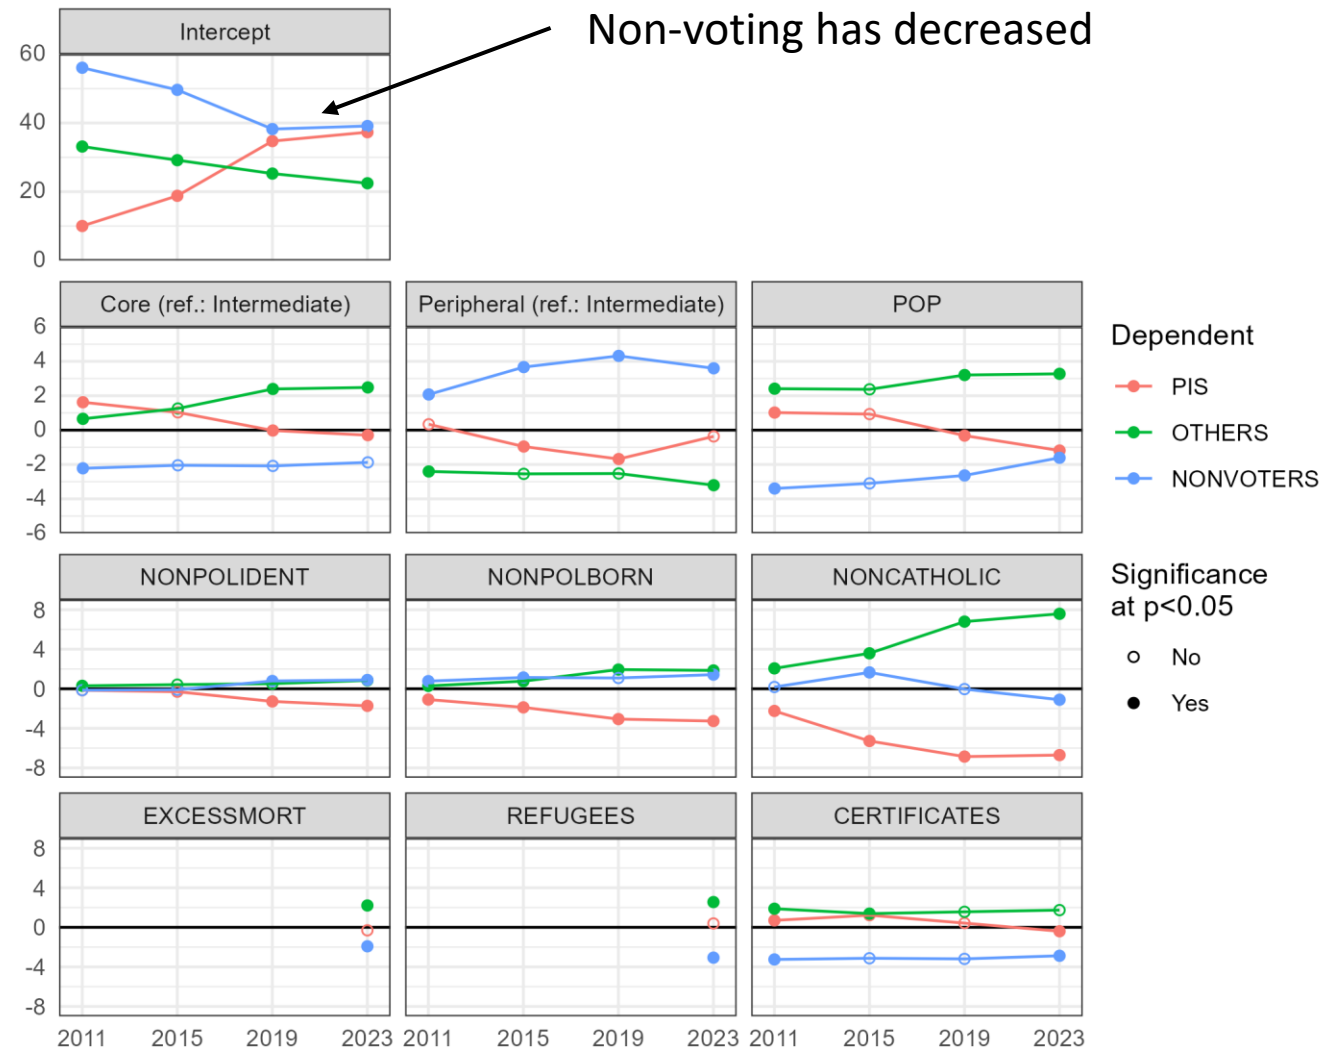 Non-voting has decreased
Intercept
60
40
20
0
Core (ref.: Intermediate)
Peripheral (ref.: Intermediate)
POP
6
4
2
0
-2
-4
-6
Dependent
PIS
OTHERS
NONVOTERS
NONPOLIDENT
NONPOLBORN
NONCATHOLIC
8
4
0
-4
-8
Significance
at p<0.05
No
Yes
EXCESSMORT
REFUGEES
CERTIFICATES
8
4
0
-4
-8
2011 2015 2019 2023 2011 2015 2019 2023 2011 2015 2019 2023